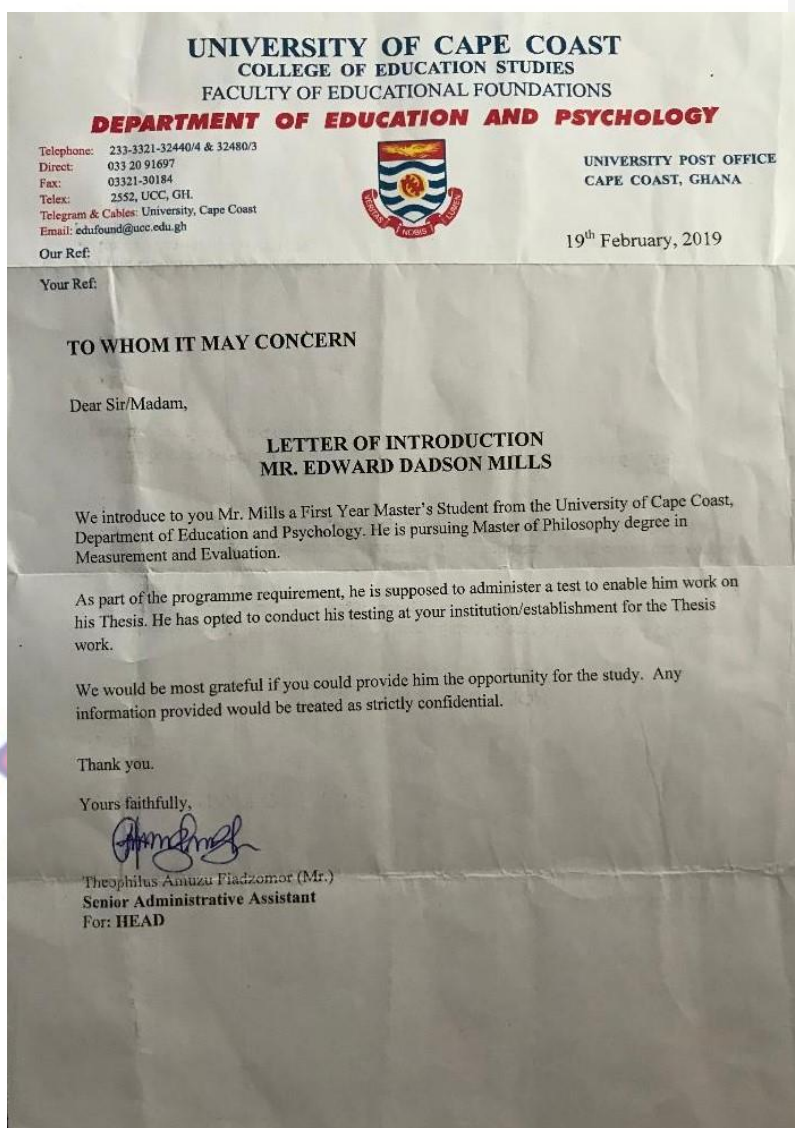 UNIVERSITY OF CAPE COAST
COLLEGE OF EDUCATION STUDIES
FACULTY OF EDUCATIONAL FOUNDATIONS
DEPARTMENT OF EDUCATION AND PSYCHOLOGY
Telephone: 233-3321-32440/4 & 32480/3
Direct: 033 20 91697
Fax: 03321-30184
Telex: 2552, UCC, GH.
Telegram & Cables: University, Cape Coast
Email: edufound@ucc.edu.gh
VERITAS NOBIS LUMEN
UNIVERSITY POST OFFICE
CAPE COAST, GHANA
19th February, 2019
Our Ref:
Your Ref:
TO WHOM IT MAY CONCERN
Dear Sir/Madam,
LETTER OF INTRODUCTION
MR. EDWARD DADSON MILLS
We introduce to you Mr. Mills a First Year Master's Student from the University of Cape Coast,
Department of Education and Psychology. He is pursuing Master of Philosophy degree in
Measurement and Evaluation.
As part of the programme requirement, he is supposed to administer a test to enable him work on
his Thesis. He has opted to conduct his testing at your institution/establishment for the Thesis
work.
We would be most grateful if you could provide him the opportunity for the study. Any
information provided would be treated as strictly confidential.
Thank you.
Yours faithfully,
Theophilus Amuzu Fiadzomor (Mr.)
Senior Administrative Assistant
For: HEAD